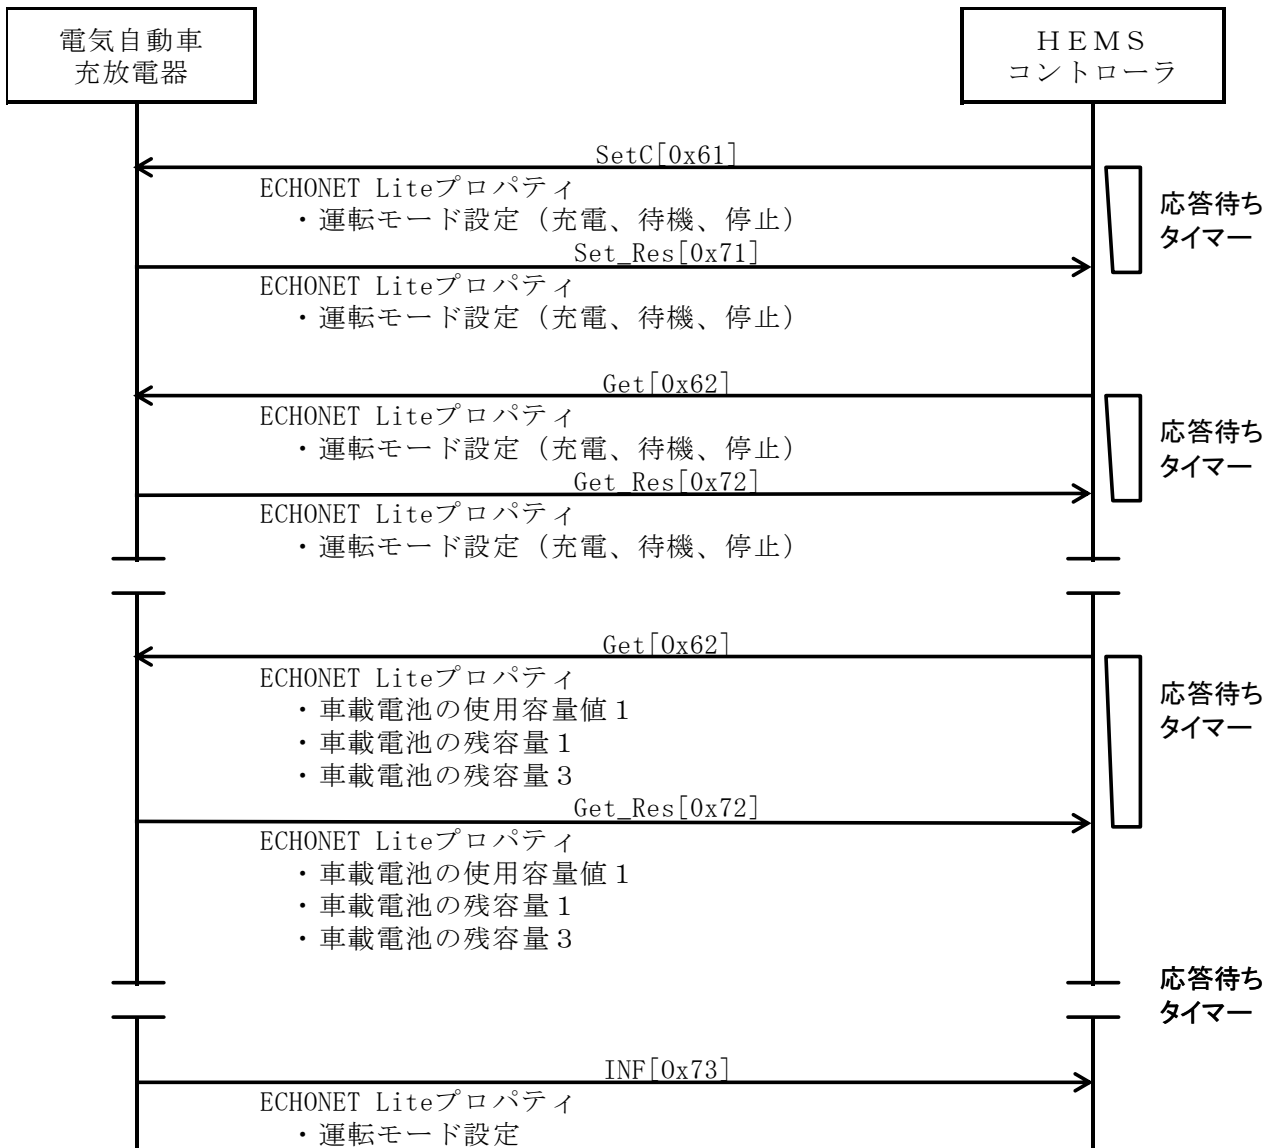 電気自動車
充放電器
ＨＥＭＳ
コントローラ
SetC[0x61]
ECHONET Liteプロパティ
・運転モード設定（充電、待機、停止）
応答待ち
タイマー
Set_Res[0x71]
ECHONET Liteプロパティ
・運転モード設定（充電、待機、停止）
Get[0x62]
ECHONET Liteプロパティ
・運転モード設定（充電、待機、停止）
応答待ち
タイマー
Get_Res[0x72]
ECHONET Liteプロパティ
・運転モード設定（充電、待機、停止）
Get[0x62]
ECHONET Liteプロパティ
・車載電池の使用容量値１
・車載電池の残容量１
・車載電池の残容量３
応答待ち
タイマー
Get_Res[0x72]
ECHONET Liteプロパティ
・車載電池の使用容量値１
・車載電池の残容量１
・車載電池の残容量３
応答待ち
タイマー
INF[0x73]
ECHONET Liteプロパティ
・運転モード設定